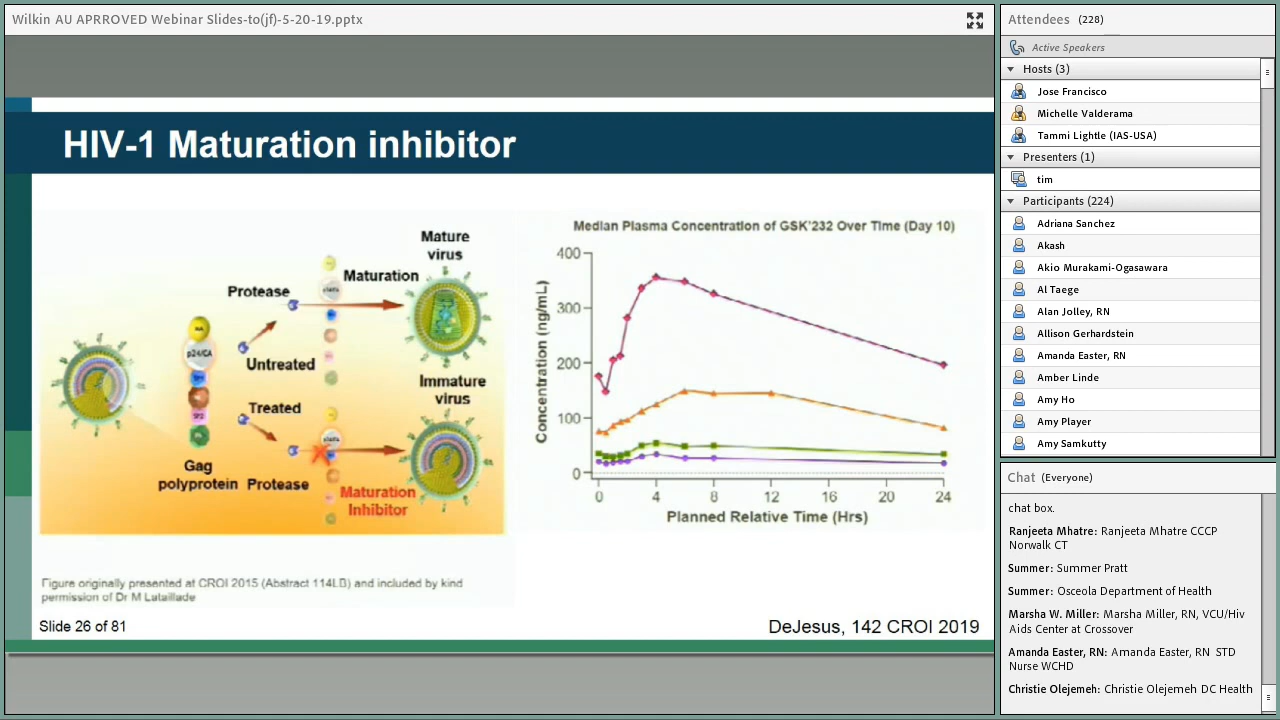 Wilkin AU APRROVED Webinar Slides-to(jf)-5-20-19.pptx
HIV-1 Maturation inhibitor
Mature
virus
Maturation
Protease
MA
p24/CA
Untreated
Immature
virus
SP2
Treated
Gag
polyprotein
Protease
Maturation
Inhibitor
Median Plasma Concentration of GSK'232 Over Time (Day 10)
Concentration (ng/mL)
400
300
200
100
0
0
4
8
12
16
20
24
Planned Relative Time (Hrs)
Figure originally presented at CROI 2015 (Abstract 114LB) and included by kind
permission of Dr M Lataillade
Slide 26 of 81
DeJesus, 142 CROI 2019
Attendees (228)
Active Speakers
Hosts (3)
Jose Francisco
Michelle Valderama
Tammi Lightle (IAS-USA)
Presenters (1)
tim
Participants (224)
Adriana Sanchez
Akash
Akio Murakami-Ogasawara
Al Taege
Alan Jolley, RN
Allison Gerhardstein
Amanda Easter, RN
Amber Linde
Amy Ho
Amy Player
Amy Samkutty
Chat (Everyone)
chat box.
Ranjeeta Mhatre: Ranjeeta Mhatre CCCP
Norwalk CT
Summer: Summer Pratt
Summer: Osceola Department of Health
Marsha W. Miller: Marsha Miller, RN, VCU/Hiv
Aids Center at Crossover
Amanda Easter, RN: Amanda Easter, RN STD
Nurse WCHD
Christie Olejemeh: Christie Olejemeh DC Health